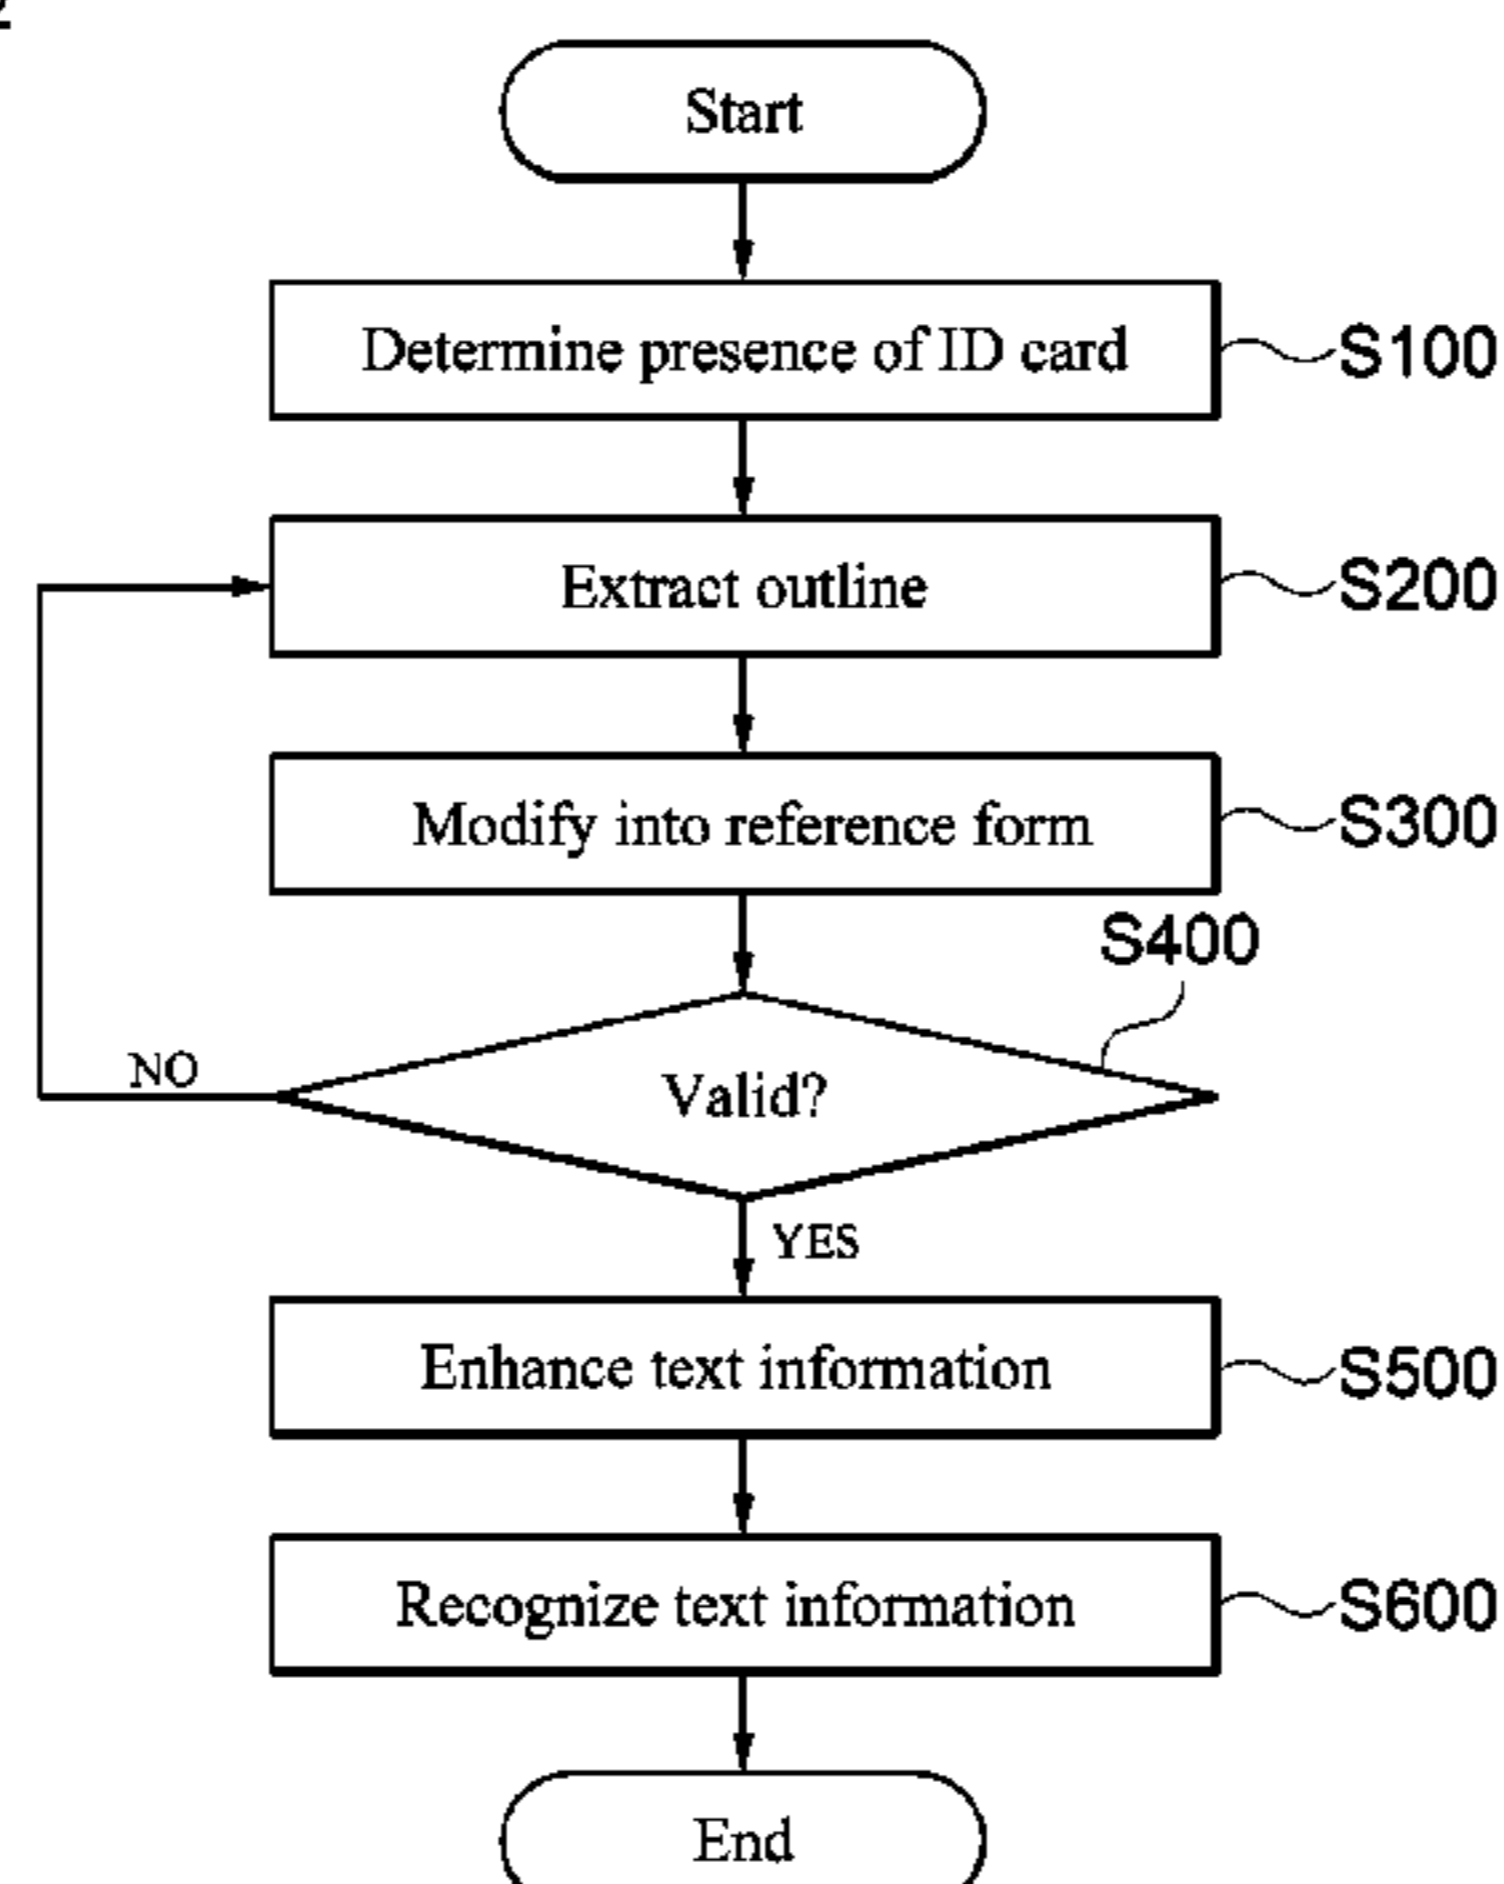 Start
Determine presence of ID card
S100
Extract outline
S200
Modify into reference form
S300
S400
Valid?
NO
YES
Enhance text information
S500
Recognize text information
S600
End